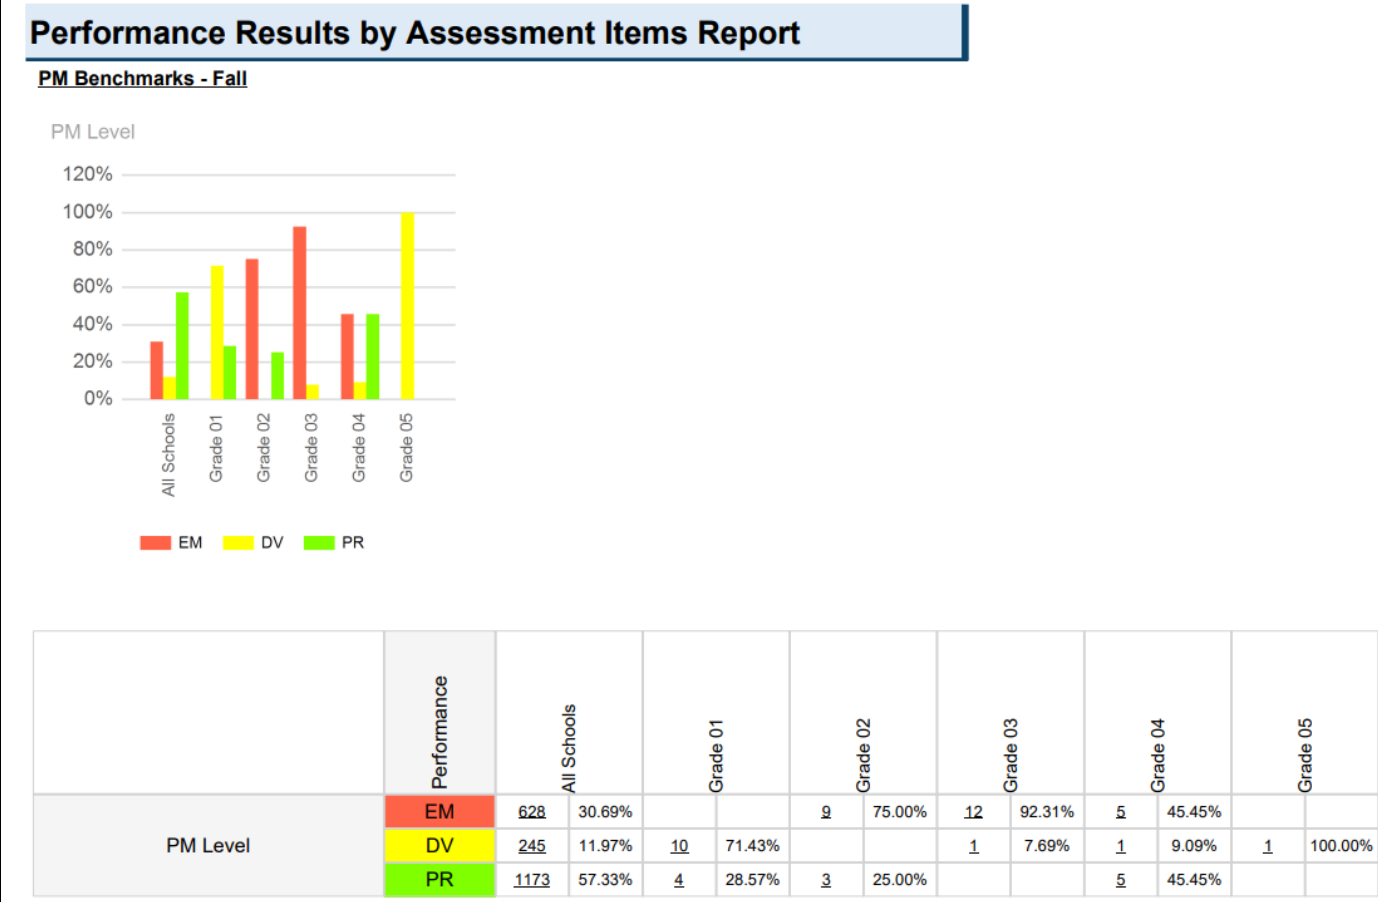 Performance Results by Assessment Items Report
PM Benchmarks - Fall
PM Level
120%
100%
80%
60%
40%
20%
0%
All Schools
Grade 01
Grade 02
Grade 03
Grade 04
Grade 05
EM DV PR
Performance All Schools Grade 01 Grade 02 Grade 03 Grade 04 Grade 05
PM Level
EM 628 30.69% 9 75.00% 12 92.31% 5 45.45%
DV 245 11.97% 10 71.43% 1 7.69% 1 9.09% 1 100.00%
PR 1173 57.33% 4 28.57% 3 25.00% 5 45.45%